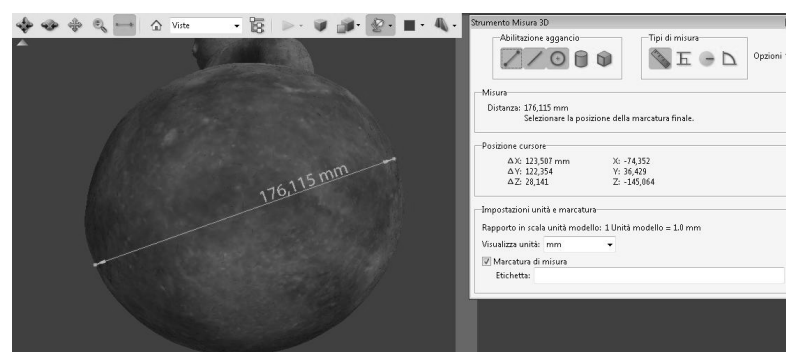 Viste
176,115 mm
Strumento Misura 3D
Abilitazione aggancio
Tipi di misura
Opzioni
Misura
Distanza: 176,115 mm
Selezionare la posizione della marcatura finale.
Posizione cursore
ΔX: 123,507 mm X: -74,352
ΔY: 122,354 Y: 36,429
ΔZ: 28,141 Z: -145,064
Impostazioni unità e marcatura
Rapporto in scala unità modello: 1 Unità modello = 1.0 mm
Visualizza unità: mm
Marcatura di misura
Etichetta: